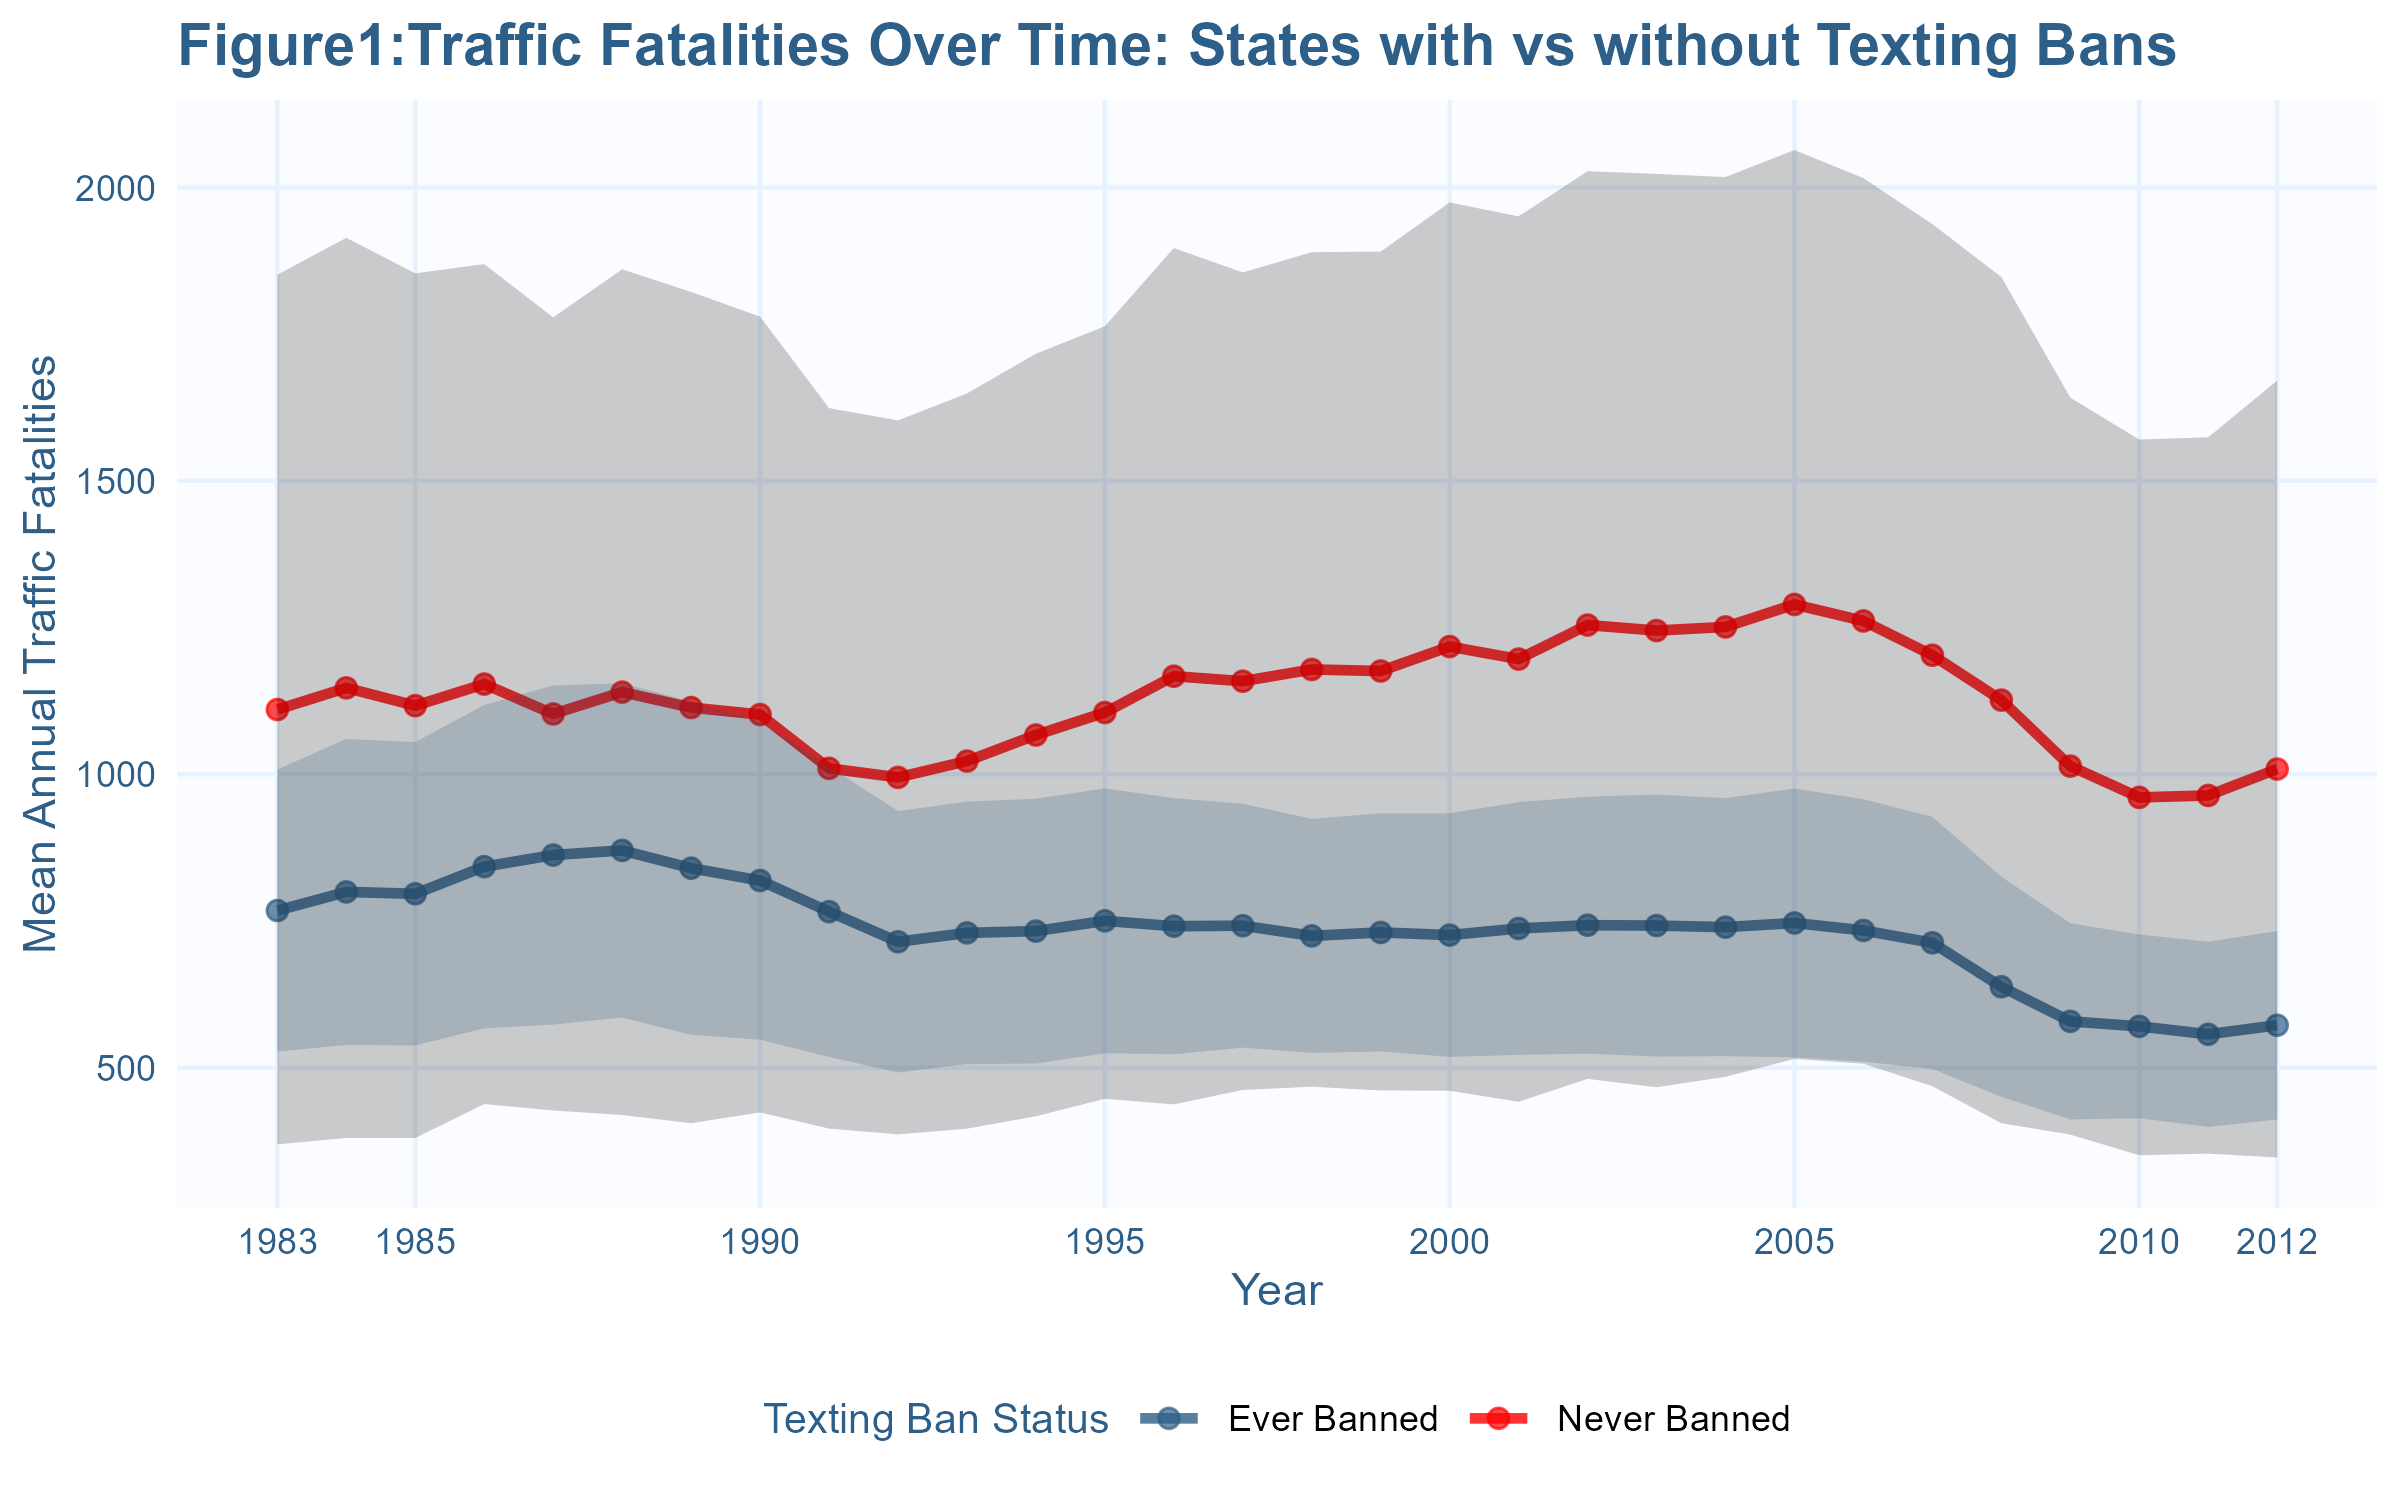 Figure1:Traffic Fatalities Over Time: States with vs without Texting Bans
Mean Annual Traffic Fatalities
2000
1500
1000
500
1983 1985 1990 1995 2000 2005 2010 2012
Year
Texting Ban Status Ever Banned Never Banned